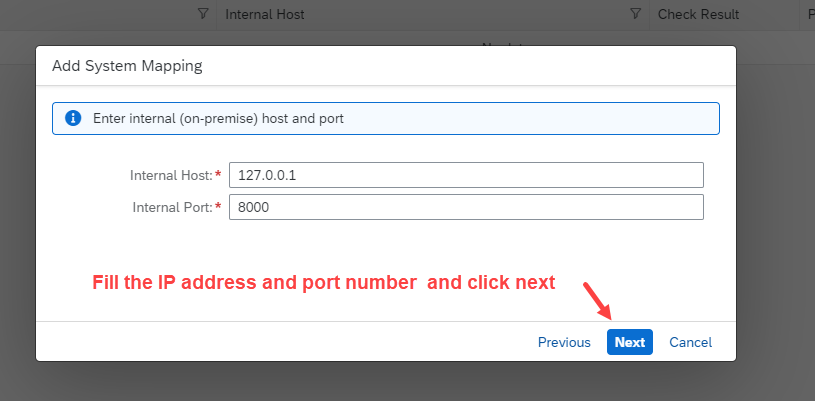 Internal Host
Check Result
P
Add System Mapping
Enter internal (on-premise) host and port
Internal Host:* 127.0.0.1
Internal Port:* 8000
Fill the IP address and port number  and click next
Previous
Next
Cancel